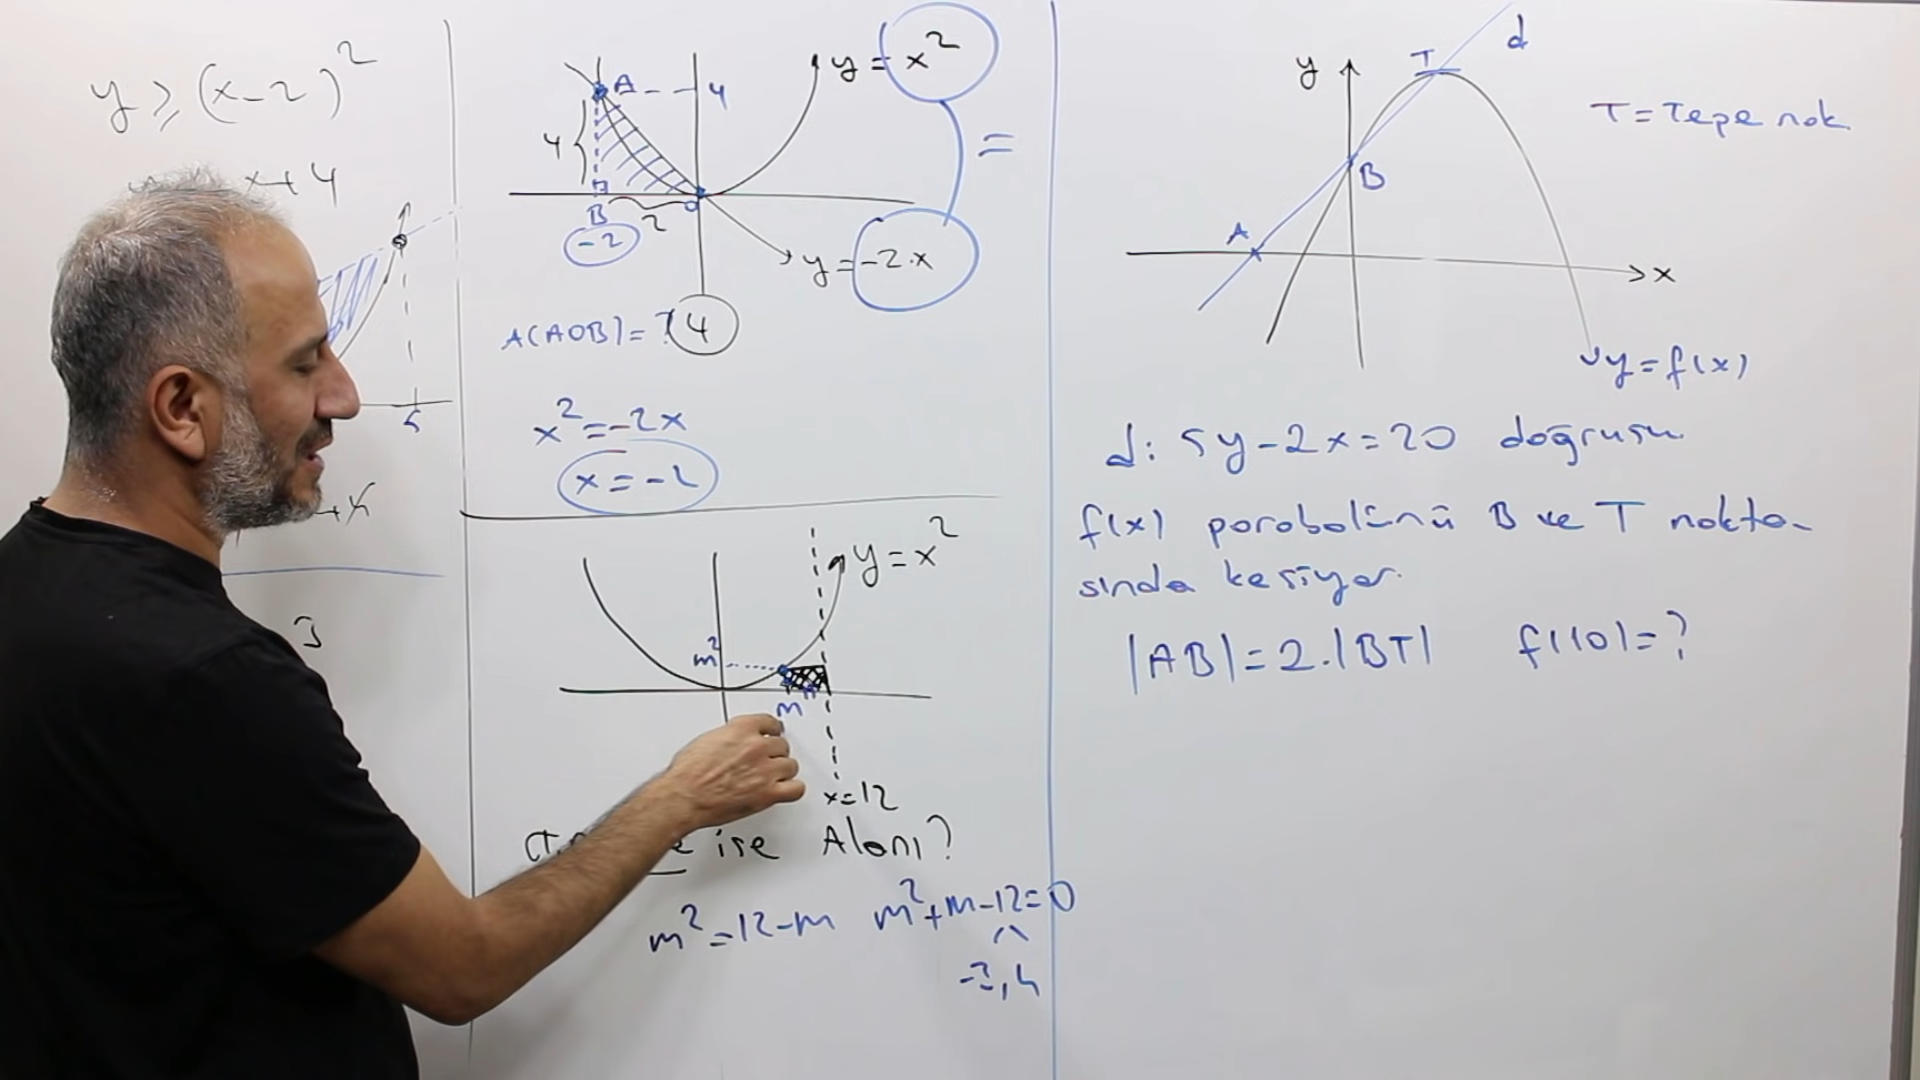 y ≥ (x-2)²
x+4
5
3
y = x²
A
4
4
B
0
-2
2
y = -2.x
=
A(AOB) = ? 4
x² = -2x
x = -2
y = x²
m²
m
x=12
ise Alanı?
m² = 12-m
m²+m-12=0
-3,4
d
y
T
T = Tepe nok.
B
A
x
y = f(x)
d: 5y-2x=20 doğrusu
f(x) parabolünü B ve T nokta-
sında kesiyor.
|AB| = 2.|BT|
f(10)=?